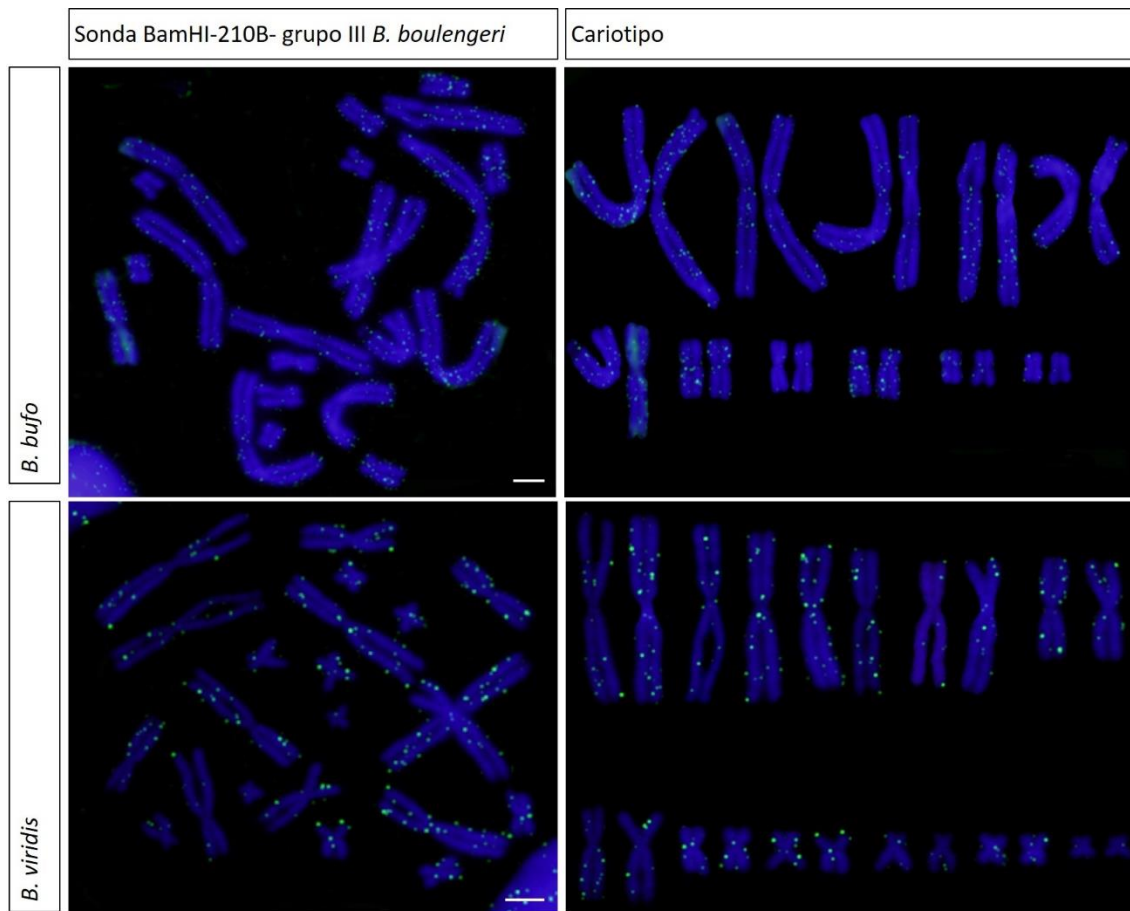 Sonda BamHI-210B- grupo III B. boulengeri
Cariotipo
B. bufo
B. viridis